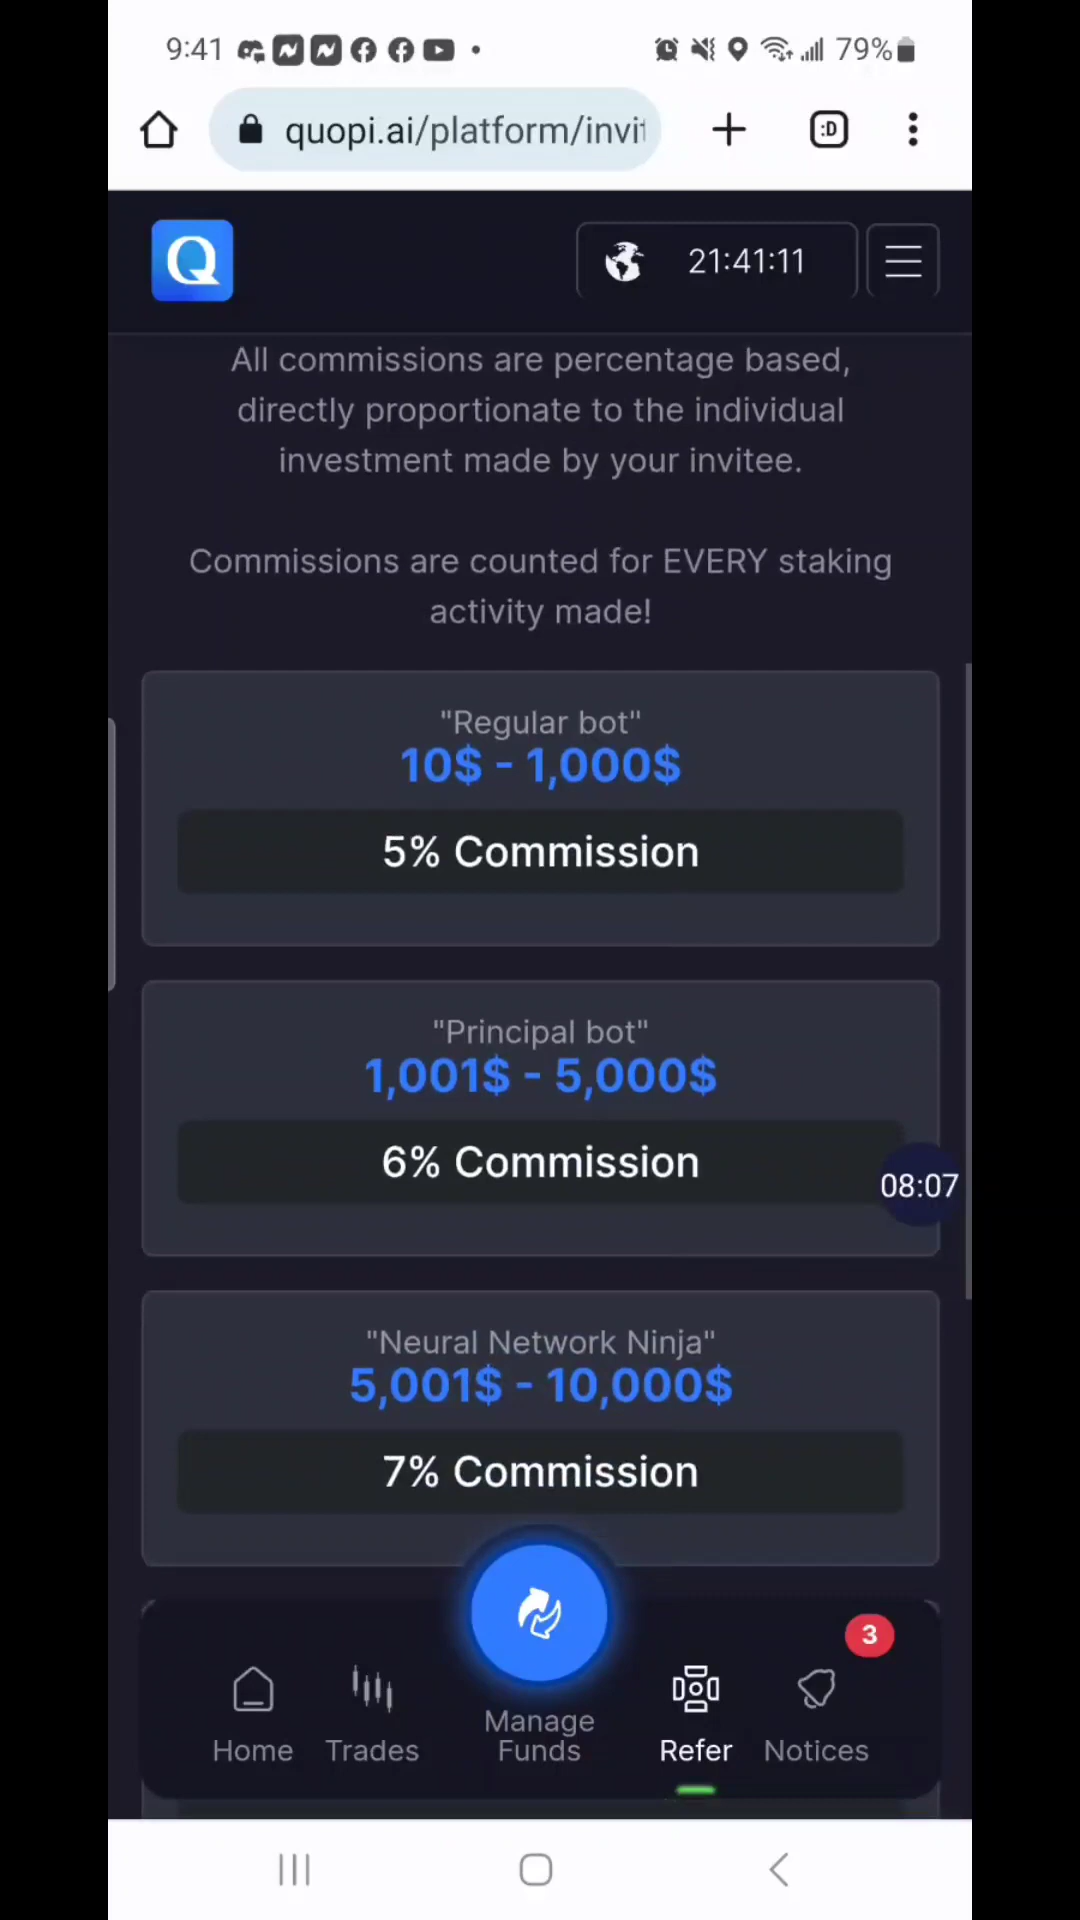 9:41
79%
quopi.ai/platform/invit
:D
Q
21:41:11
All commissions are percentage based,
directly proportionate to the individual
investment made by your invitee.
Commissions are counted for EVERY staking
activity made!
"Regular bot"
10$ - 1,000$
5% Commission
"Principal bot"
1,001$ - 5,000$
6% Commission
08:07
"Neural Network Ninja"
5,001$ - 10,000$
7% Commission
3
Home
Trades
Manage
Funds
Refer
Notices